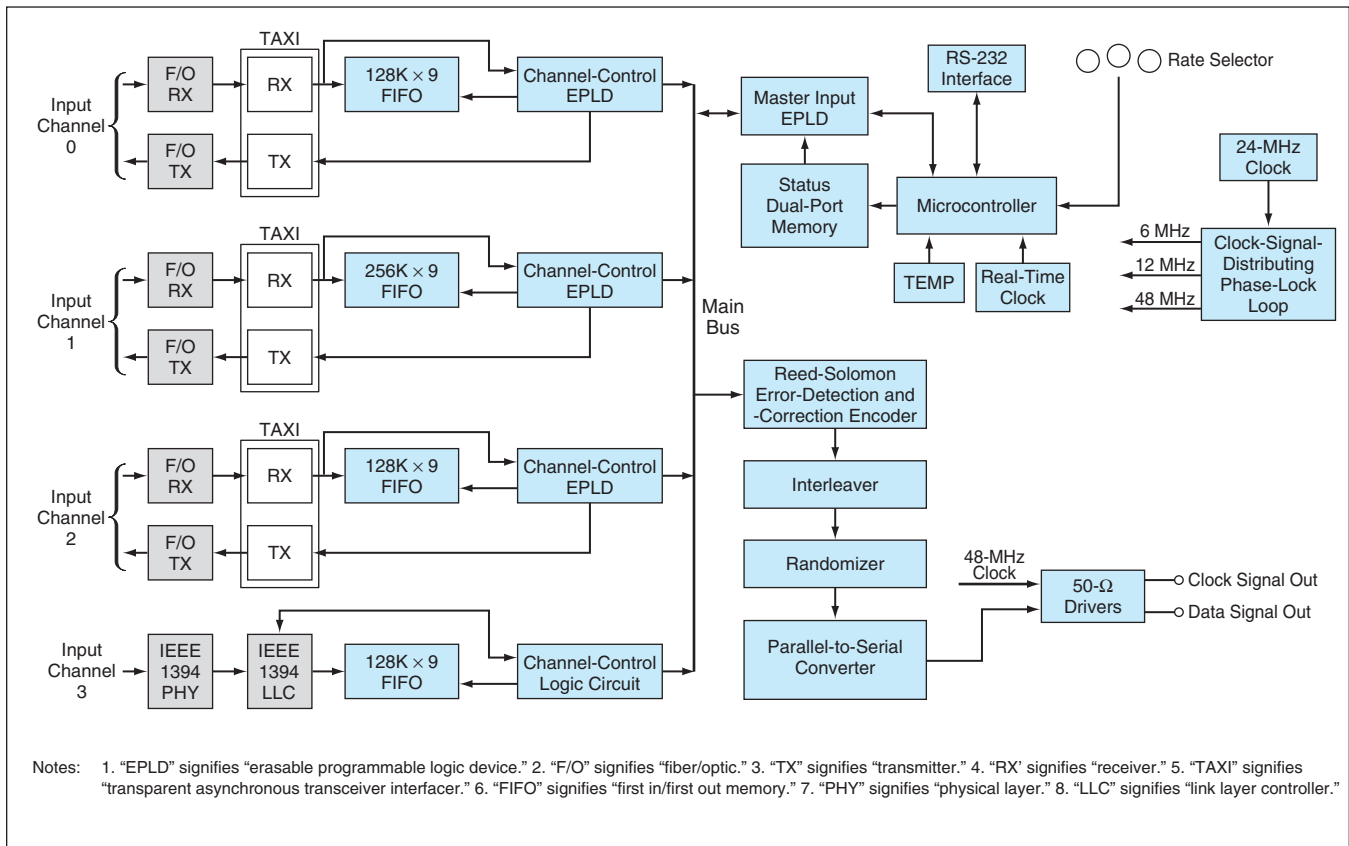 TAXI
Input
Channel
0
F/O
RX
RX
128K × 9
FIFO
Channel-Control
EPLD
F/O
TX
TX
TAXI
Input
Channel
1
F/O
RX
RX
256K × 9
FIFO
Channel-Control
EPLD
F/O
TX
TX
TAXI
Input
Channel
2
F/O
RX
RX
128K × 9
FIFO
Channel-Control
EPLD
F/O
TX
TX
Input
Channel
3
IEEE
1394
PHY
IEEE
1394
LLC
128K × 9
FIFO
Channel-Control
Logic Circuit
Main
Bus
Master Input
EPLD
RS-232
Interface
Rate Selector
Status
Dual-Port
Memory
Microcontroller
TEMP
Real-Time
Clock
24-MHz
Clock
6 MHz
12 MHz
48 MHz
Clock-Signal-
Distributing
Phase-Lock
Loop
Reed-Solomon
Error-Detection and
-Correction Encoder
Interleaver
Randomizer
Parallel-to-Serial
Converter
48-MHz
Clock
50-Ω
Drivers
Clock Signal Out
Data Signal Out
Notes: 1. “EPLD” signifies “erasable programmable logic device.” 2. “F/O” signifies “fiber/optic.” 3. “TX” signifies “transmitter.” 4. “RX’ signifies “receiver.” 5. “TAXI” signifies
“transparent asynchronous transceiver interfacer.” 6. “FIFO” signifies “first in/first out memory.” 7. “PHY” signifies “physical layer.” 8. “LLC” signifies “link layer controller.”